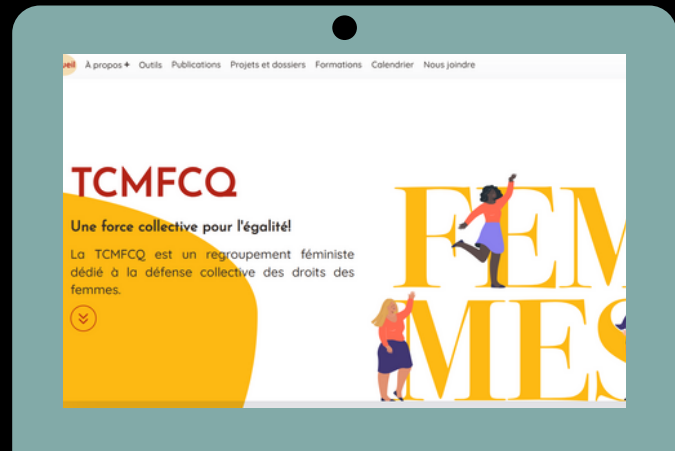 ueil À propos + Outils Publications Projets et dossiers Formations Calendrier Nous joindre
TCMFCQ
Une force collective pour l'égalité!
La TCMFCQ est un regroupement féministe
dédié à la défense collective des droits des
femmes.
FEM
MES